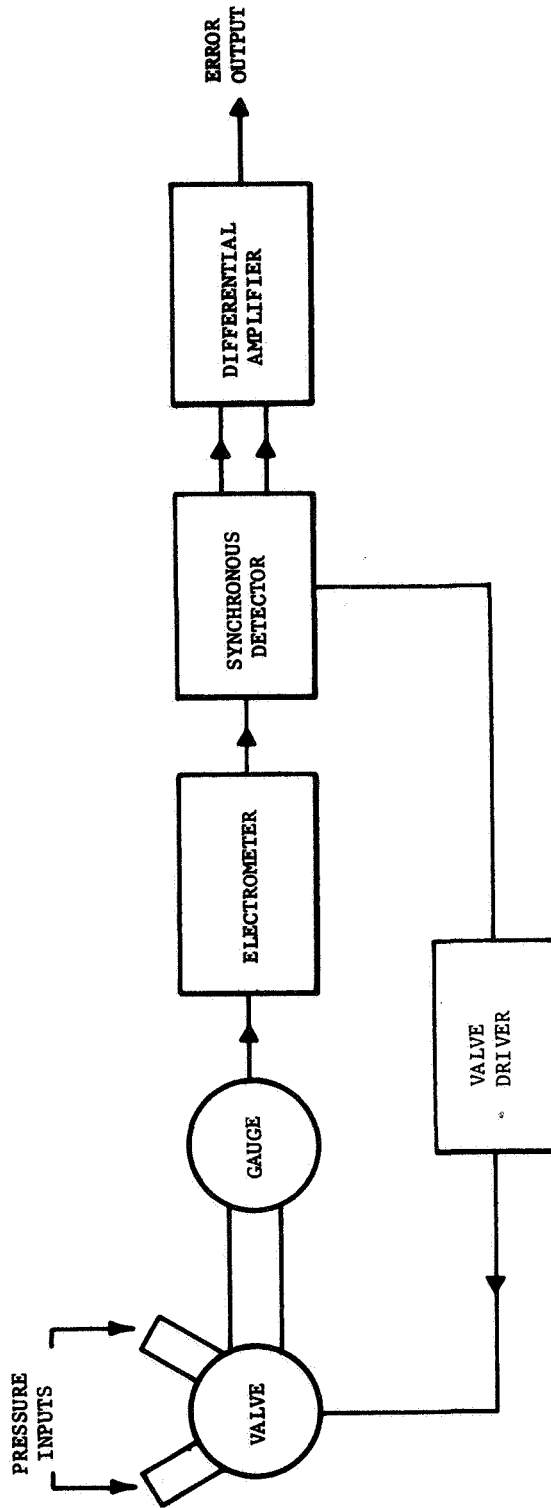 PRESSURE
INPUTS
VALVE
GAUGE
ELECTROMETER
SYNCHRONOUS
DETECTOR
DIFFERENTIAL
AMPLIFIER
ERROR
OUTPUT
VALVE
DRIVER